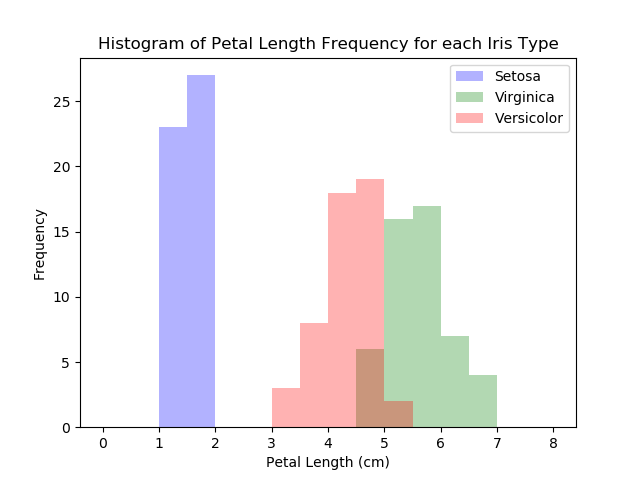 Histogram of Petal Length Frequency for each Iris Type
Setosa
Virginica
Versicolor
25
20
15
10
5
0
Frequency
0 1 2 3 4 5 6 7 8
Petal Length (cm)